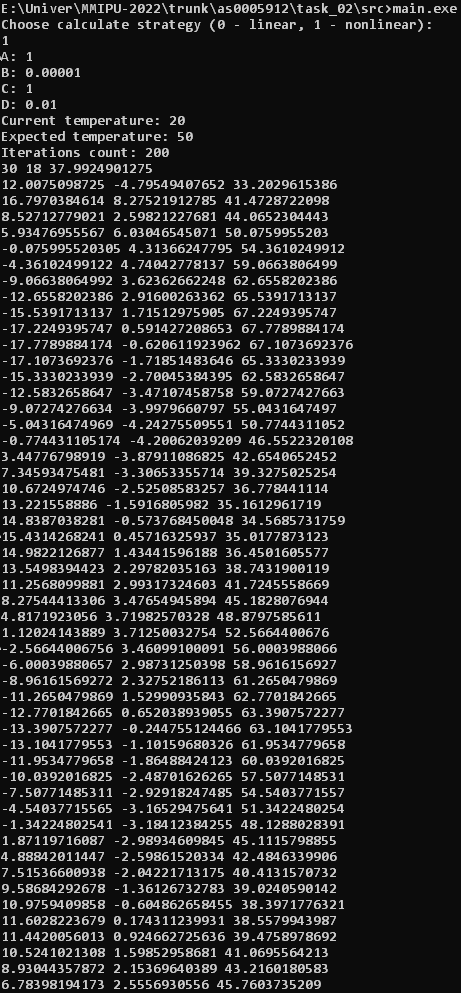 E:\Univer\MMIPU-2022\trunk\as0005912\task_02\src>main.exe
Choose calculate strategy (0 - linear, 1 - nonlinear):
1
A: 1
B: 0.00001
C: 1
D: 0.01
Current temperature: 20
Expected temperature: 50
Iterations count: 200
30 18 37.9924901275
12.0075098725 -4.79549407652 33.2029615386
16.7970384614 8.27521912785 41.4728722098
8.52712779021 2.59821227681 44.0652304443
5.93476955567 6.03046545071 50.0759955203
-0.075995520305 4.31366247795 54.3610249912
-4.36102499122 4.74042778137 59.0663806499
-9.06638064992 3.62362662248 62.6558202386
-12.6558202386 2.91600263362 65.5391713137
-15.5391713137 1.71512975905 67.2249395747
-17.2249395747 0.591427208653 67.7789884174
-17.7789884174 -0.620611923962 67.1073692376
-17.1073692376 -1.71851483646 65.3330233939
-15.3330233939 -2.70045384395 62.5832658647
-12.5832658647 -3.47107458758 59.0727427663
-9.07274276634 -3.9979660797 55.0431647497
-5.04316474969 -4.24275509551 50.7744311052
-0.774431105174 -4.20062039209 46.5522320108
3.44776798919 -3.87911086825 42.6540652452
7.34593475481 -3.30653355714 39.3275025254
10.6724974746 -2.52508583257 36.778441114
13.221558886 -1.5916805982 35.1612961719
14.8387038281 -0.573768450048 34.5685731759
15.4314268241 0.45716325937 35.0177873123
14.9822126877 1.43441596188 36.4501605577
13.5498394423 2.29782035163 38.7431900119
11.2568099881 2.99317324603 41.7245558669
8.27544413306 3.47654945894 45.1828076944
4.8171923056 3.71982570328 48.8797585611
1.12024143889 3.71250032754 52.5664400676
-2.56644006756 3.46099100091 56.0003988066
-6.00039880657 2.98731250398 58.9616156927
-8.96161569272 2.32752186113 61.2650479869
-11.2650479869 1.52990935843 62.7701842665
-12.7701842665 0.652038939055 63.3907572277
-13.3907572277 -0.244755124466 63.1041779553
-13.1041779553 -1.10159680326 61.9534779658
-11.9534779658 -1.86488424123 60.0392016825
-10.0392016825 -2.48701626265 57.5077148531
-7.50771485311 -2.92918247485 54.5403771557
-4.54037715565 -3.16529475641 51.3422480254
-1.34224802541 -3.18412384255 48.1288028391
1.87119716087 -2.98934609845 45.1115798855
4.88842011447 -2.59861520334 42.4846339906
7.51536600938 -2.04221713175 40.4131570732
9.58684292678 -1.36126732783 39.0240590142
10.9759409858 -0.604862658455 38.3971776321
11.6028223679 0.174311239931 38.5579943987
11.4420056013 0.924662725636 39.4758978692
10.5241021308 1.59852958681 41.0695564213
8.93044357872 2.15369640389 43.2160180583
6.78398194173 2.5556930556 45.7603735209